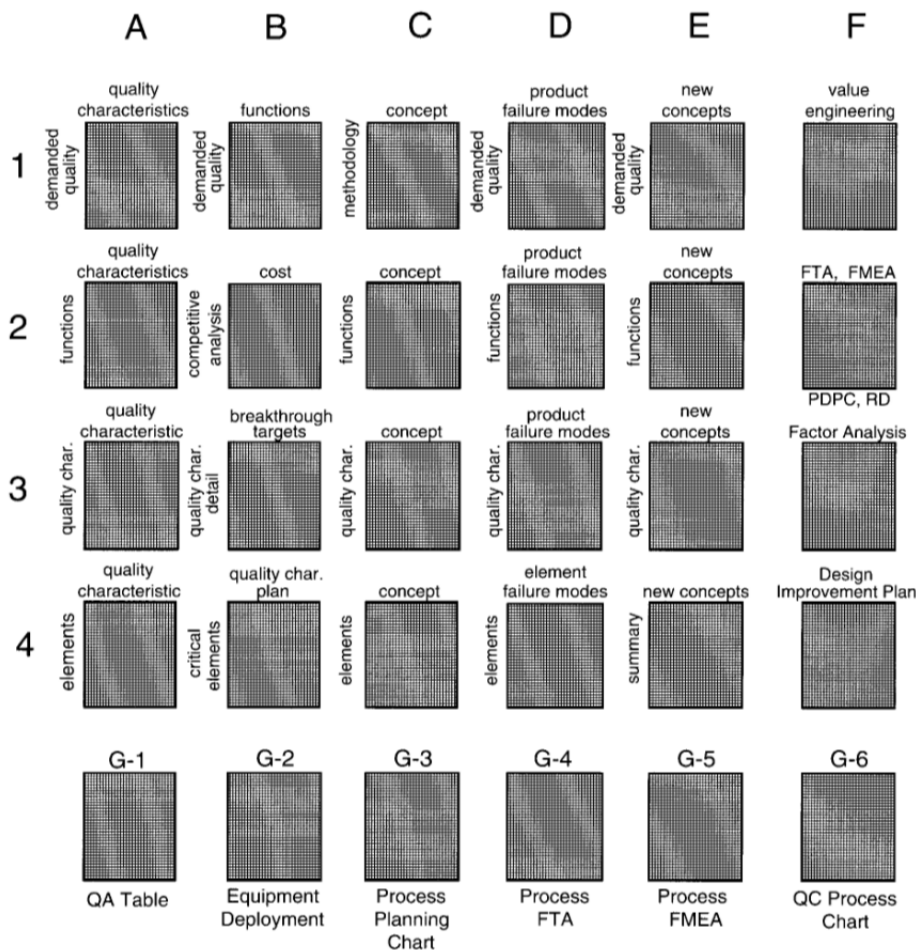 A B C D E F
quality
characteristics
functions
concept
product
failure modes
new
concepts
value
engineering
1
demanded
quality
demanded
quality
methodology
demanded
quality
demanded
quality
quality
characteristics
cost
concept
product
failure modes
new
concepts
FTA, FMEA
2
functions
competitive
analysis
functions
functions
functions
PDPC, RD
quality
characteristic
breakthrough
targets
concept
product
failure modes
new
concepts
Factor Analysis
3
quality char.
quality char.
detail
quality char.
quality char.
quality char.
quality
characteristic
quality char.
plan
concept
element
failure modes
new concepts
Design
Improvement Plan
4
elements
critical
elements
elements
elements
summary
G-1 G-2 G-3 G-4 G-5 G-6
QA Table
Equipment
Deployment
Process
Planning
Chart
Process
FTA
Process
FMEA
QC Process
Chart